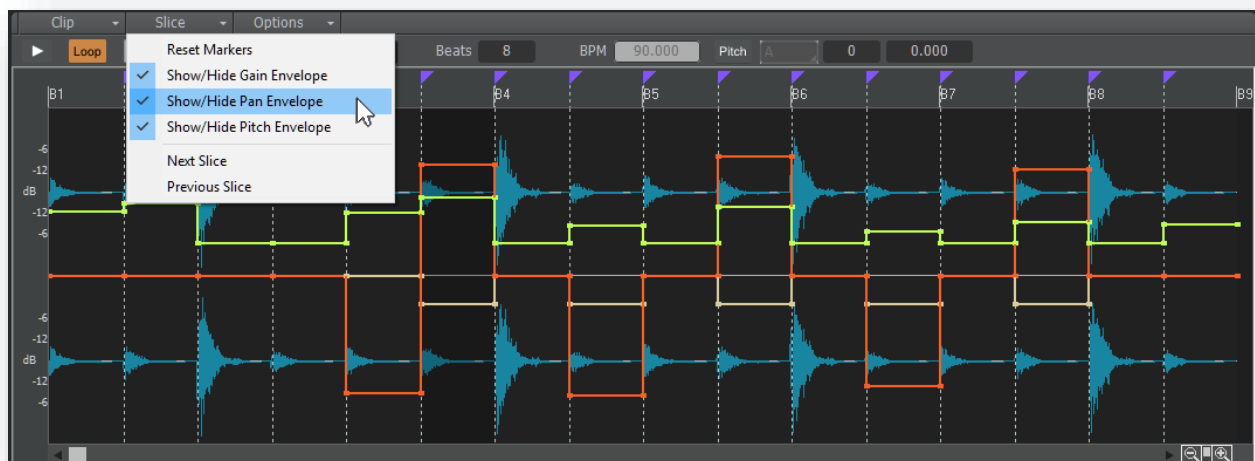 Clip Slice Options
Loop Beats 8 BPM 90.000 Pitch A 0 0.000
Reset Markers
Show/Hide Gain Envelope
Show/Hide Pan Envelope
Show/Hide Pitch Envelope
Next Slice
Previous Slice
B1 B4 B5 B6 B7 B8 B9
-6
-12
dB
-12
-6
-6
-12
dB
-12
-6